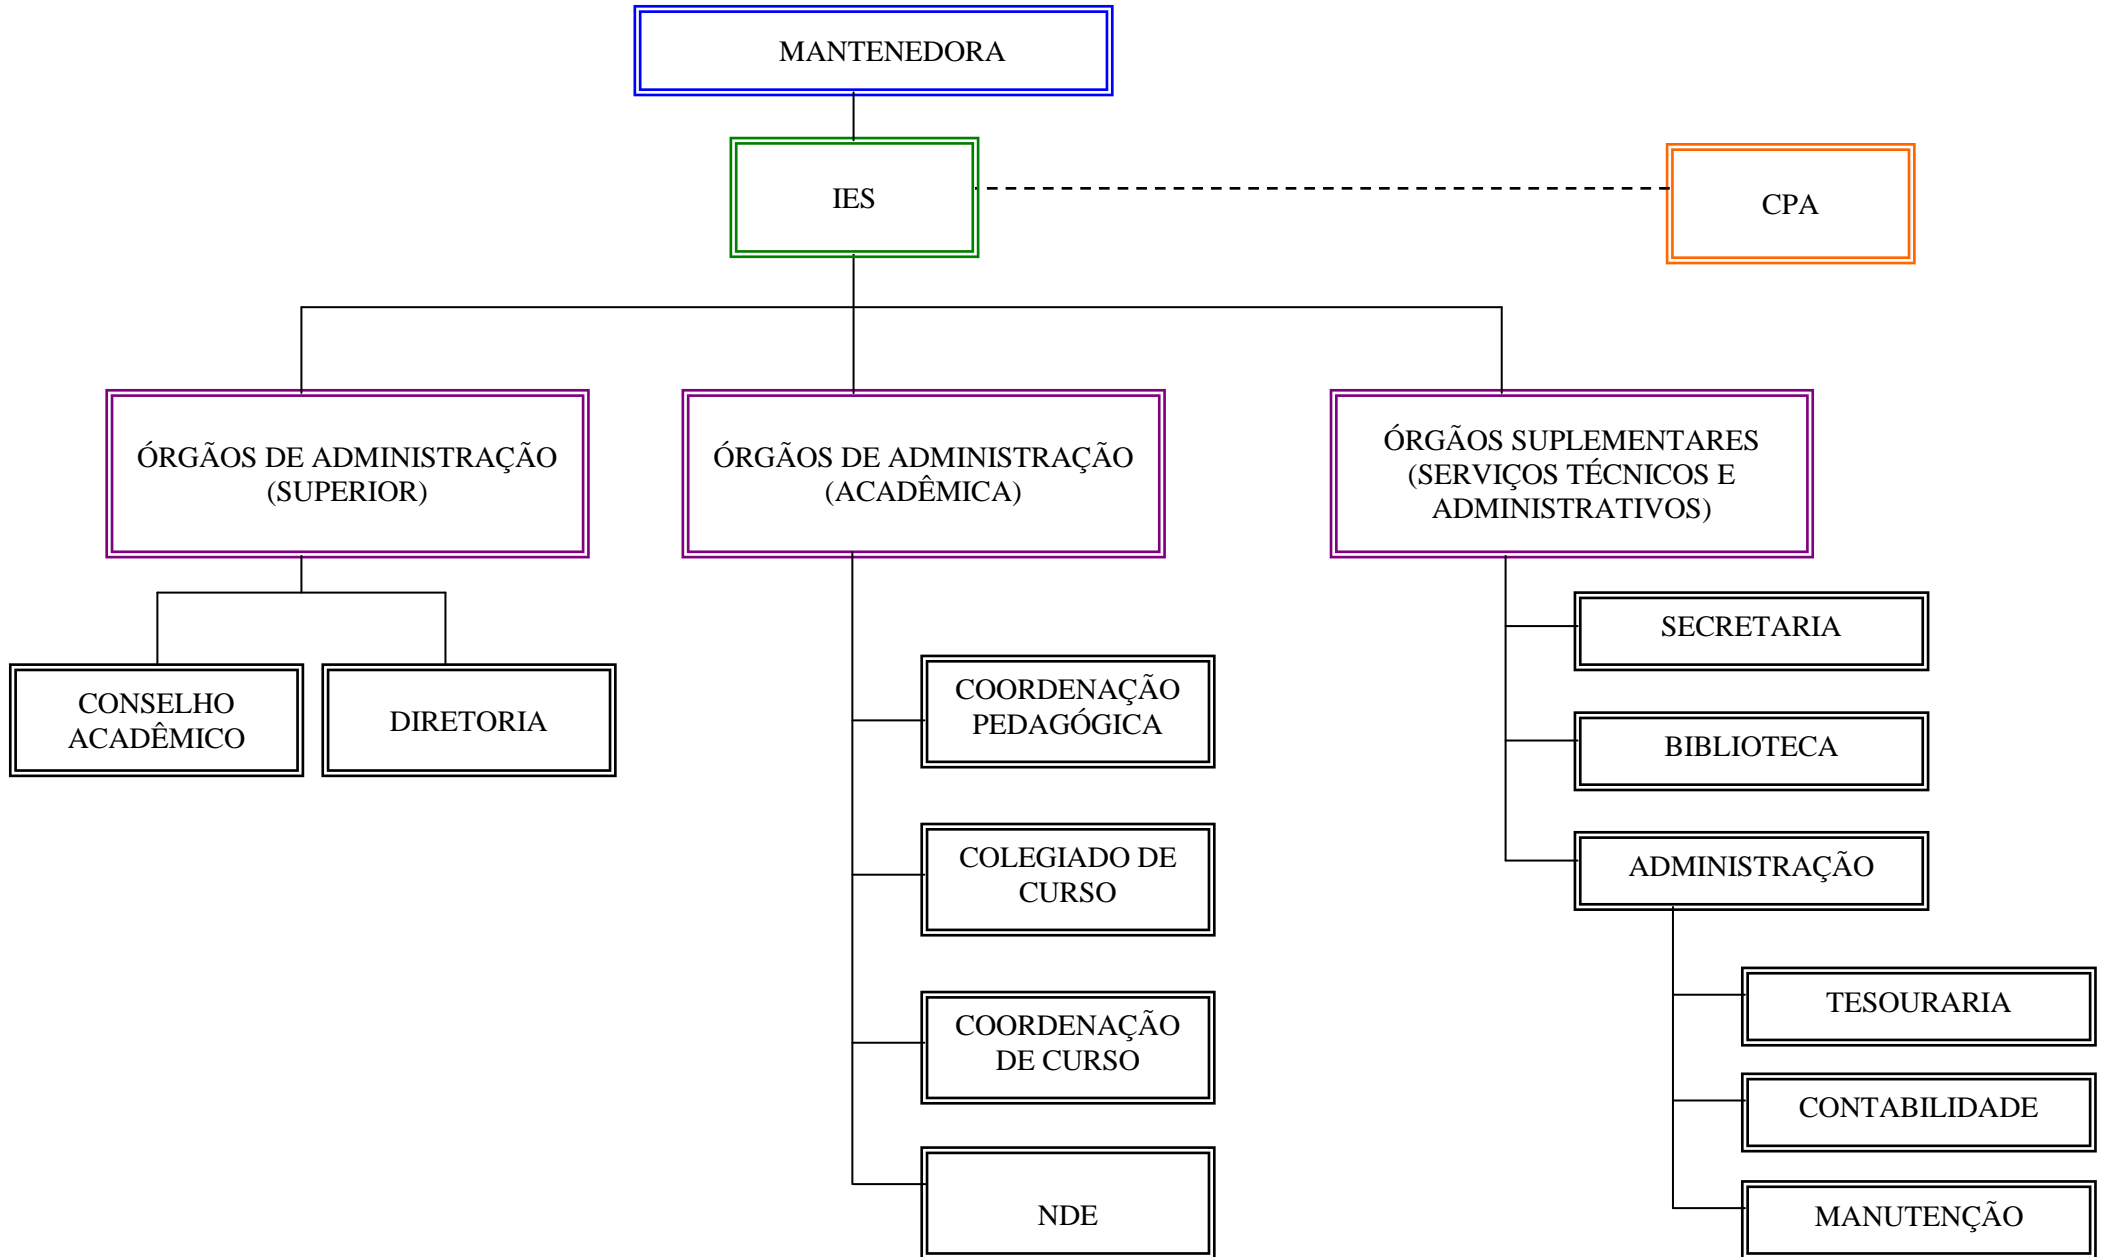 MANTENEDORA
IES
CPA
ÓRGÃOS DE ADMINISTRAÇÃO
(SUPERIOR)
ÓRGÃOS DE ADMINISTRAÇÃO
(ACADÊMICA)
ÓRGÃOS SUPLEMENTARES
(SERVIÇOS TÉCNICOS E
ADMINISTRATIVOS)
CONSELHO
ACADÊMICO
DIRETORIA
COORDENAÇÃO
PEDAGÓGICA
COLEGIADO DE
CURSO
COORDENAÇÃO
DE CURSO
NDE
SECRETARIA
BIBLIOTECA
ADMINISTRAÇÃO
TESOURARIA
CONTABILIDADE
MANUTENÇÃO